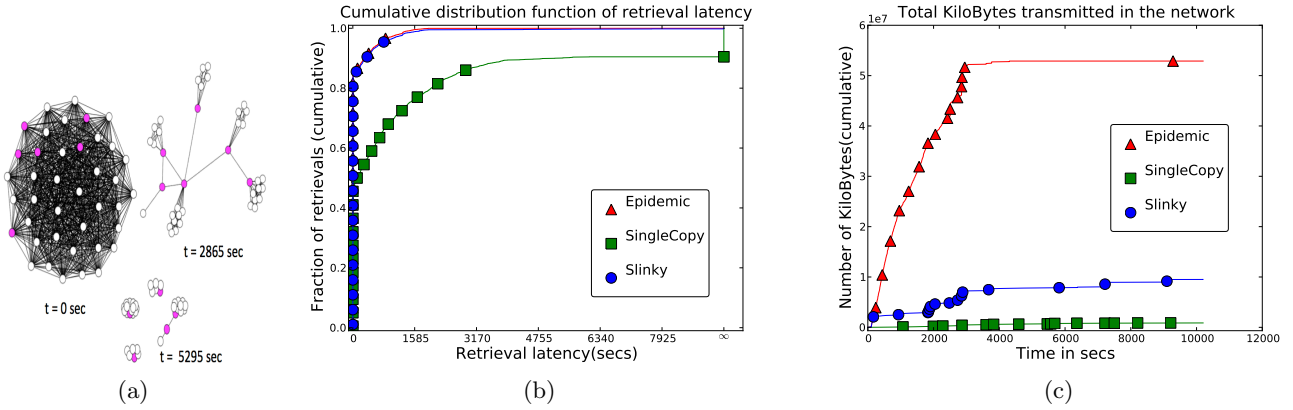 t = 0 sec
t = 2865 sec
t = 5295 sec
(a)
Cumulative distribution function of retrieval latency
Fraction of retrievals (cumulative)
1.0
0.8
0.6
0.4
0.2
0.0
0 1585 3170 4755 6340 7925 ∞
Retrieval latency(secs)
Epidemic
SingleCopy
Slinky
(b)
Total KiloBytes transmitted in the network
1e7
Number of KiloBytes(cumulative)
6
5
4
3
2
1
0
0 2000 4000 6000 8000 10000 12000
Time in secs
Epidemic
SingleCopy
Slinky
(c)